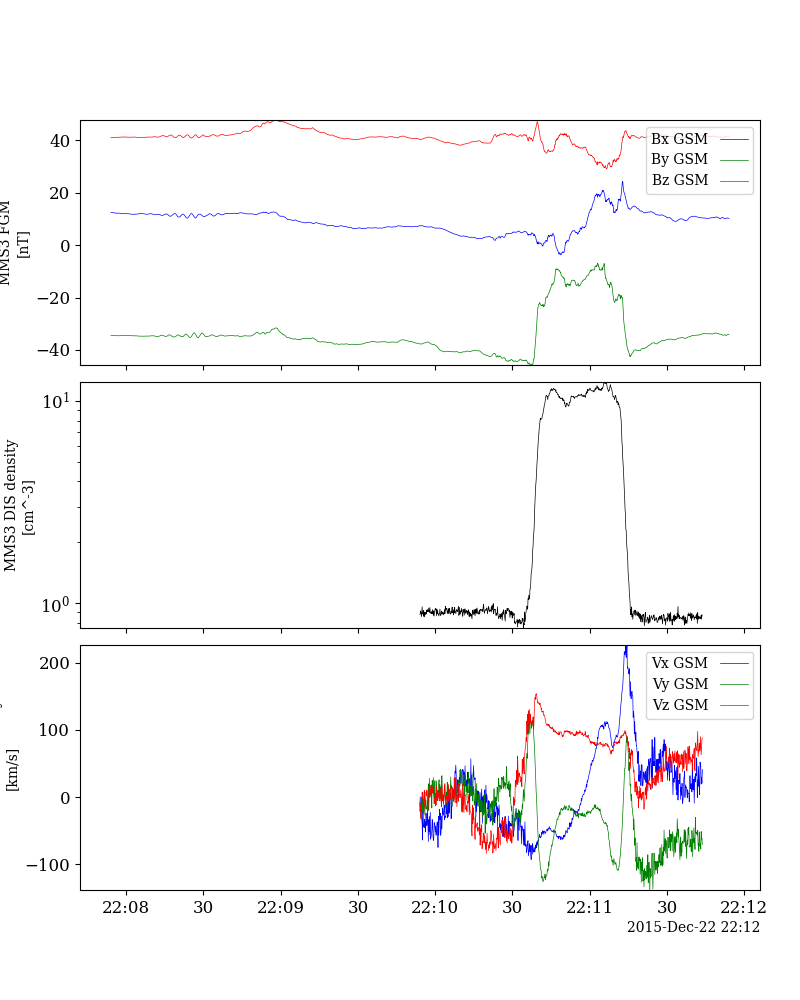 MMS3 FGM
[nT]
40
20
0
−20
−40
Bx GSM
By GSM
Bz GSM
MMS3 DIS density
[cm^-3]
10^1
10^0
[km/s]
200
100
0
−100
Vx GSM
Vy GSM
Vz GSM
22:08 30 22:09 30 22:10 30 22:11 30 22:12
2015-Dec-22 22:12